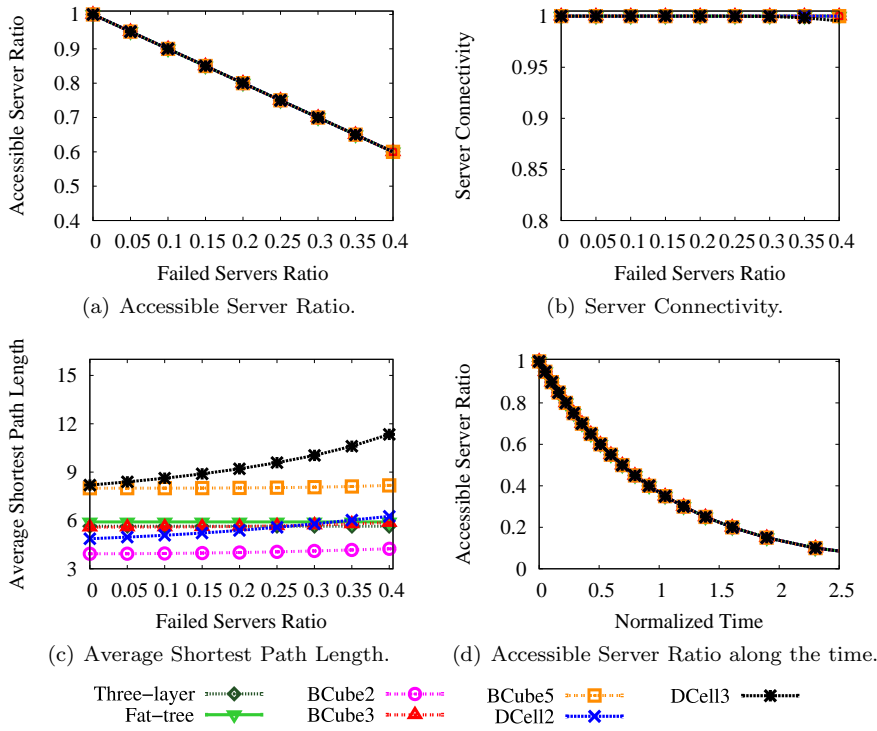 Accessible Server Ratio
1
0.9
0.8
0.7
0.6
0.5
0.4
0 0.05 0.1 0.15 0.2 0.25 0.3 0.35 0.4
Failed Servers Ratio
(a) Accessible Server Ratio.
Server Connectivity
1
0.95
0.9
0.85
0.8
0 0.05 0.1 0.15 0.2 0.25 0.3 0.35 0.4
Failed Servers Ratio
(b) Server Connectivity.
Average Shortest Path Length
15
12
9
6
3
0 0.05 0.1 0.15 0.2 0.25 0.3 0.35 0.4
Failed Servers Ratio
(c) Average Shortest Path Length.
Accessible Server Ratio
1
0.8
0.6
0.4
0.2
0
0 0.5 1 1.5 2 2.5
Normalized Time
(d) Accessible Server Ratio along the time.
Three-layer BCube2 BCube5 DCell3
Fat-tree BCube3 DCell2